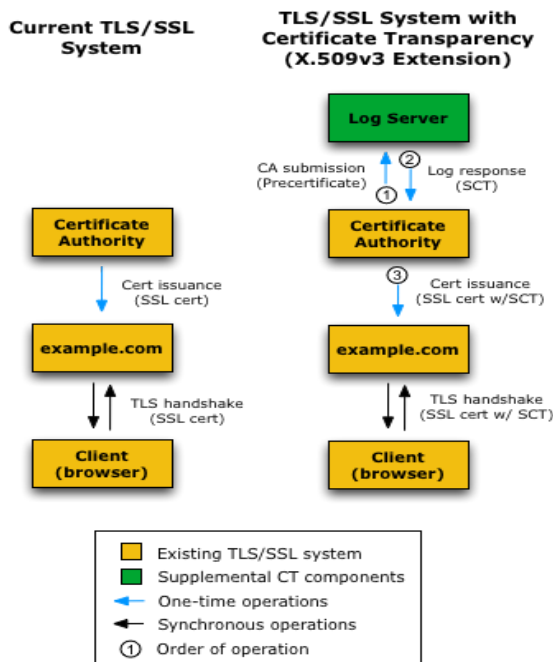 Current TLS/SSL
System
TLS/SSL System with
Certificate Transparency
(X.509v3 Extension)
Log Server
CA submission
(Precertificate)
1
2
Log response
(SCT)
Certificate
Authority
Cert issuance
(SSL cert)
example.com
TLS handshake
(SSL cert)
Client
(browser)
Certificate
Authority
3
Cert issuance
(SSL cert w/SCT)
example.com
TLS handshake
(SSL cert w/ SCT)
Client
(browser)
Existing TLS/SSL system
Supplemental CT components
One-time operations
Synchronous operations
1 Order of operation